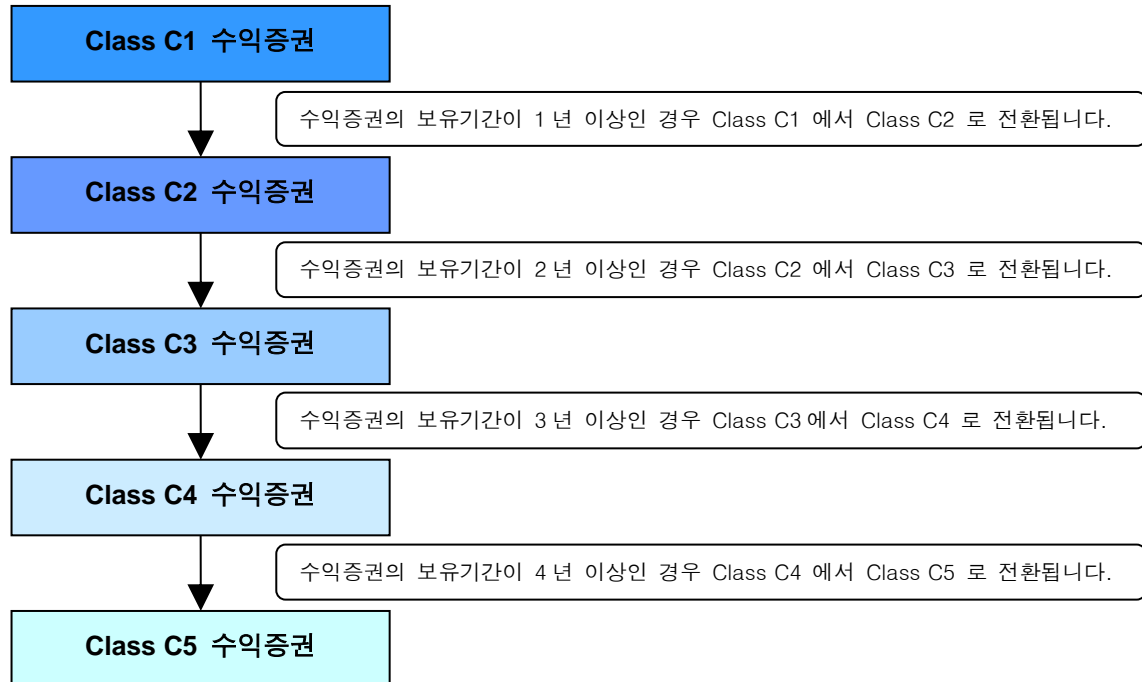 Class C1 수익증권
수익증권의 보유기간이 1 년 이상인 경우 Class C1 에서 Class C2 로 전환됩니다.
Class C2 수익증권
수익증권의 보유기간이 2 년 이상인 경우 Class C2 에서 Class C3 로 전환됩니다.
Class C3 수익증권
수익증권의 보유기간이 3 년 이상인 경우 Class C3 에서 Class C4 로 전환됩니다.
Class C4 수익증권
수익증권의 보유기간이 4 년 이상인 경우 Class C4 에서 Class C5 로 전환됩니다.
Class C5 수익증권